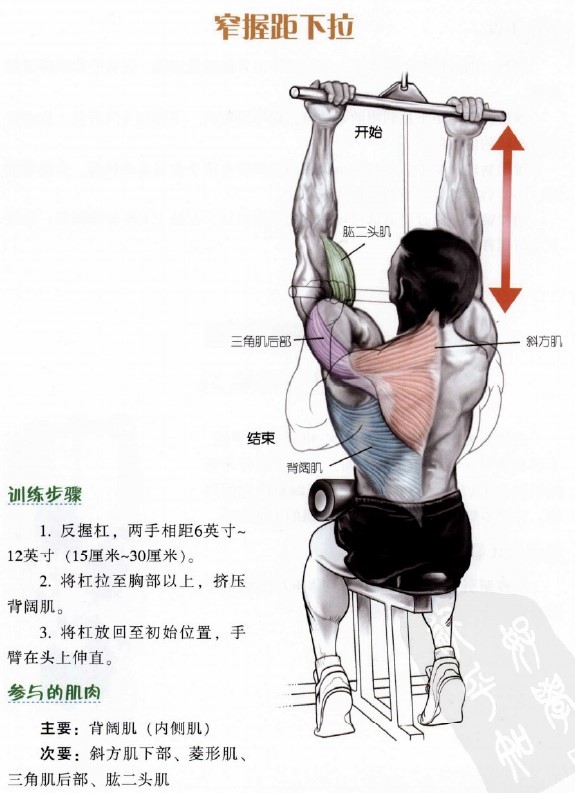 窄握距下拉
开始
肱二头肌
三角肌后部
斜方肌
结束
背阔肌
训练步骤
1. 反握杠，两手相距6英寸~
12英寸（15厘米~30厘米）。
2. 将杠拉至胸部以上，挤压
背阔肌。
3. 将杠放回至初始位置，手
臂在头上伸直。
参与的肌肉
主要：背阔肌（内侧肌）
次要：斜方肌下部、菱形肌、
三角肌后部、肱二头肌